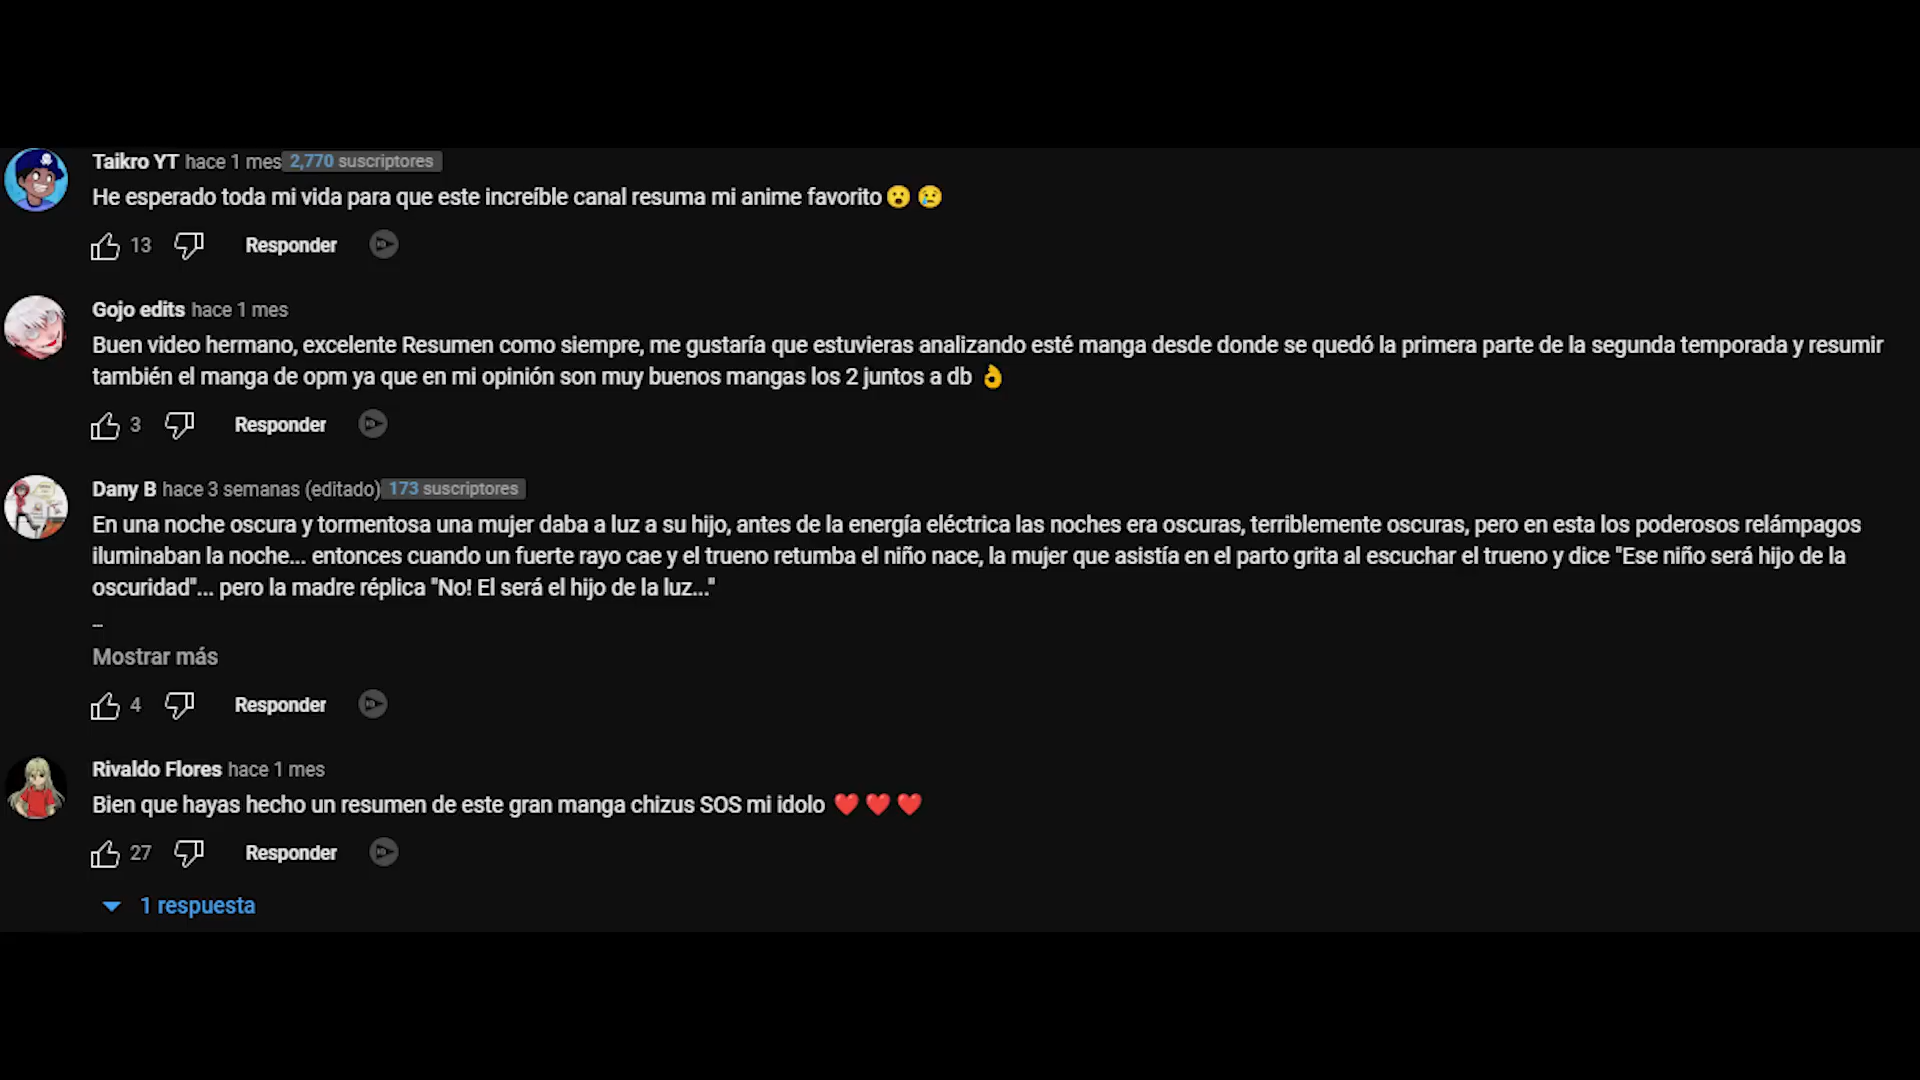 Taikro YT hace 1 mes 2,770 suscriptores
He esperado toda mi vida para que este increíble canal resuma mi anime favorito😮 😢
13 Responder
Gojo edits hace 1 mes
Buen video hermano, excelente Resumen como siempre, me gustaría que estuvieras analizando esté manga desde donde se quedó la primera parte de la segunda temporada y resumir
también el manga de opm ya que en mi opinión son muy buenos mangas los 2 juntos a db 👌
3 Responder
Dany B hace 3 semanas (editado) 173 suscriptores
En una noche oscura y tormentosa una mujer daba a luz a su hijo, antes de la energía eléctrica las noches era oscuras, terriblemente oscuras, pero en esta los poderosos relámpagos
iluminaban la noche... entonces cuando un fuerte rayo cae y el trueno retumba el niño nace, la mujer que asistía en el parto grita al escuchar el trueno y dice "Ese niño será hijo de la
oscuridad"... pero la madre réplica "No! El será el hijo de la luz..."
...
Mostrar más
4 Responder
Rivaldo Flores hace 1 mes
Bien que hayas hecho un resumen de este gran manga chizus SOS mi idolo ❤️ ❤️ ❤️
27 Responder
1 respuesta